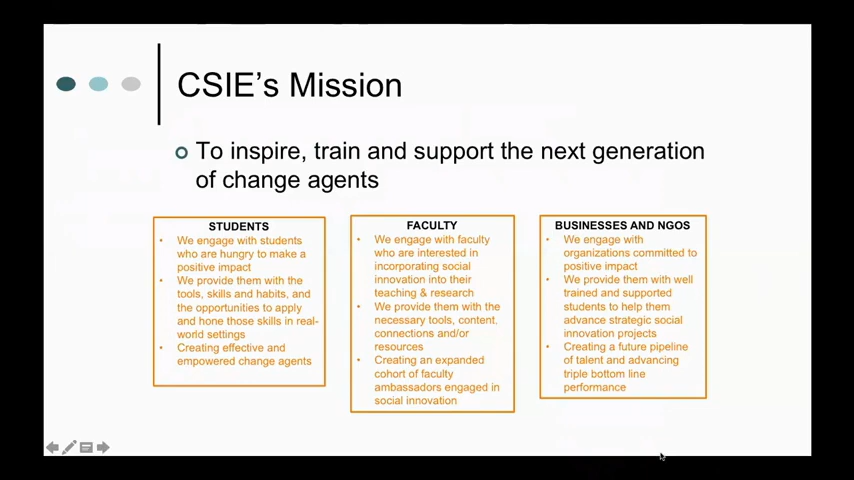 CSIE's Mission
To inspire, train and support the next generation
of change agents
STUDENTS
• We engage with students
who are hungry to make a
positive impact
• We provide them with the
tools, skills and habits, and
the opportunities to apply
and hone those skills in real-
world settings
• Creating effective and
empowered change agents
FACULTY
• We engage with faculty
who are interested in
incorporating social
innovation into their
teaching & research
• We provide them with the
necessary tools, content,
connections and/or
resources
• Creating an expanded
cohort of faculty
ambassadors engaged in
social innovation
BUSINESSES AND NGOS
• We engage with
organizations committed to
positive impact
• We provide them with well
trained and supported
students to help them
advance strategic social
innovation projects
• Creating a future pipeline
of talent and advancing
triple bottom line
performance